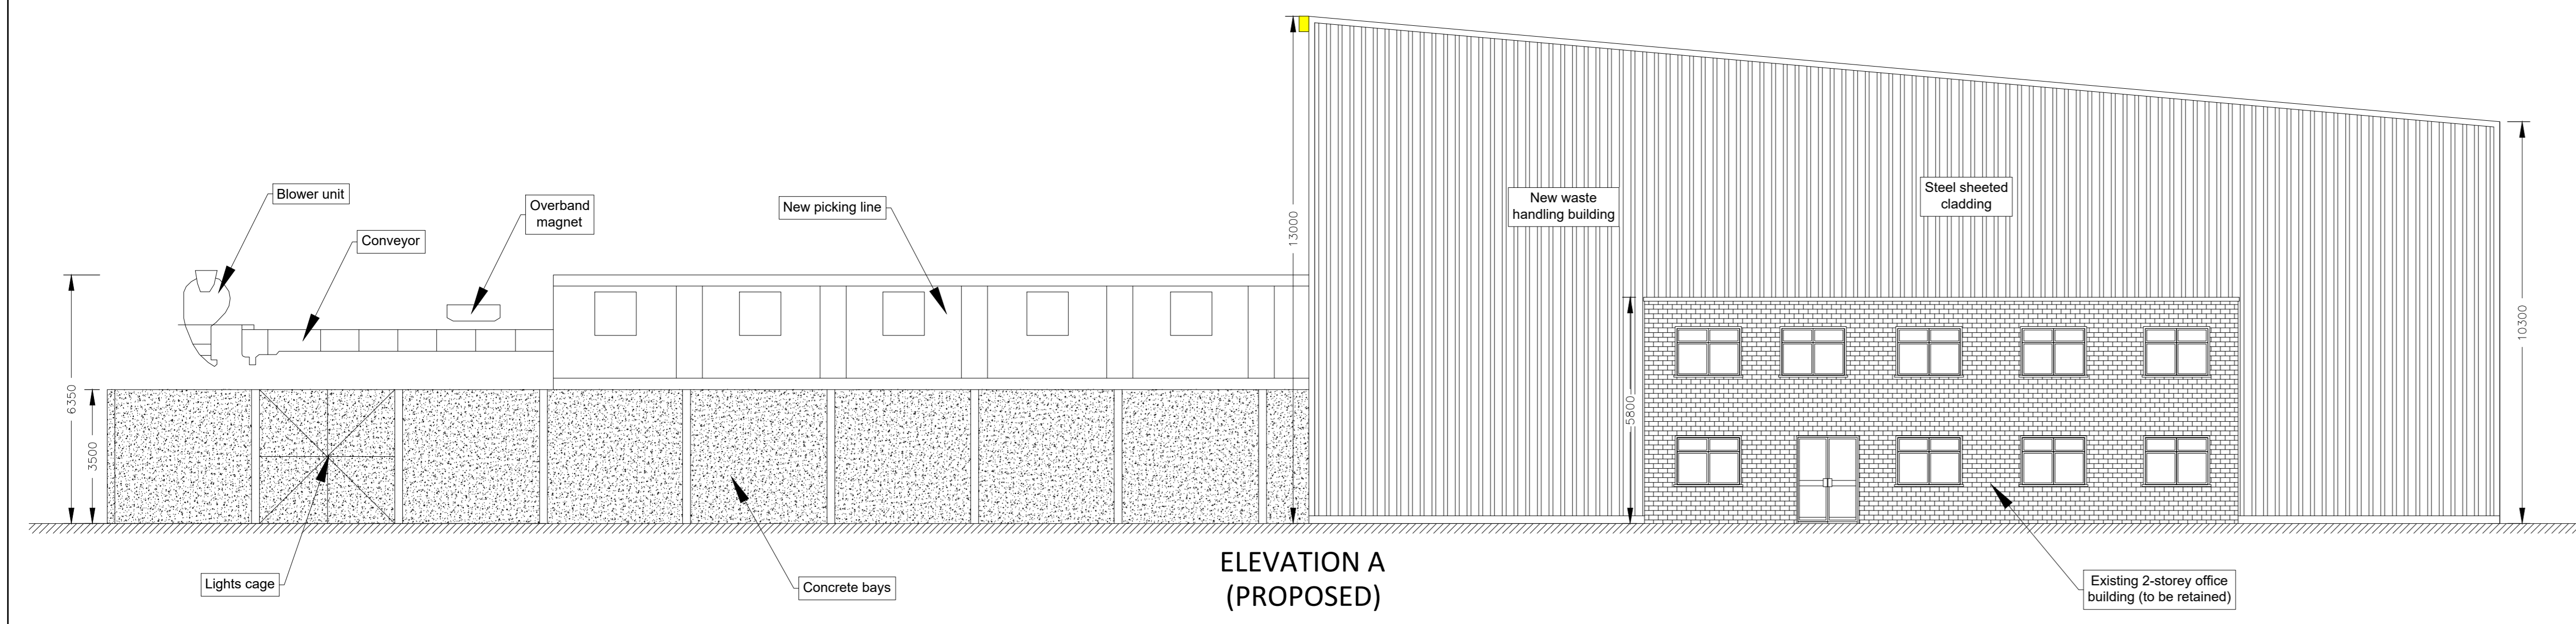 Blower unit
Conveyor
Overband
magnet
New picking line
New waste
handling building
Steel sheeted
cladding
13000
10300
6350
3500
5800
ELEVATION A
(PROPOSED)
Lights cage
Concrete bays
Existing 2-storey office
building (to be retained)